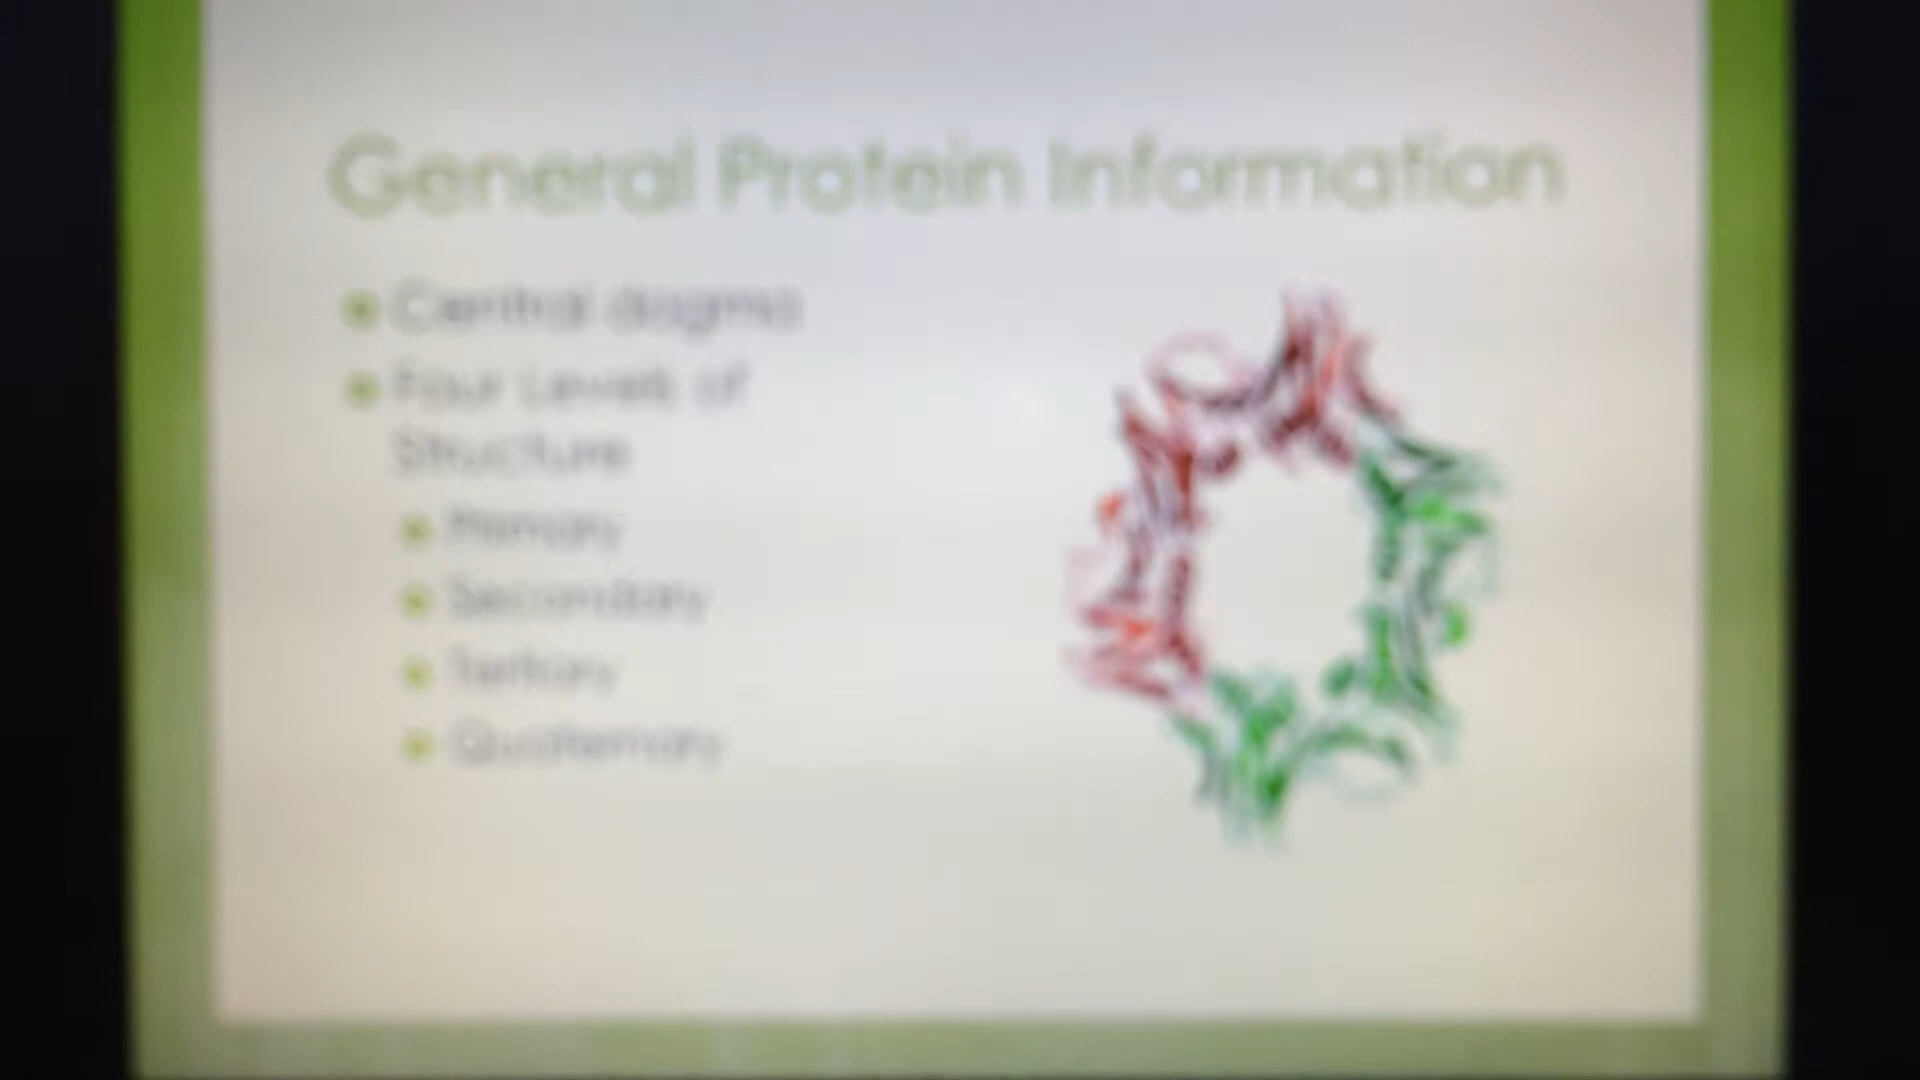 General Protein Information
Central dogma
Four Levels of
Structure
Primary
Secondary
Tertiary
Quaternary